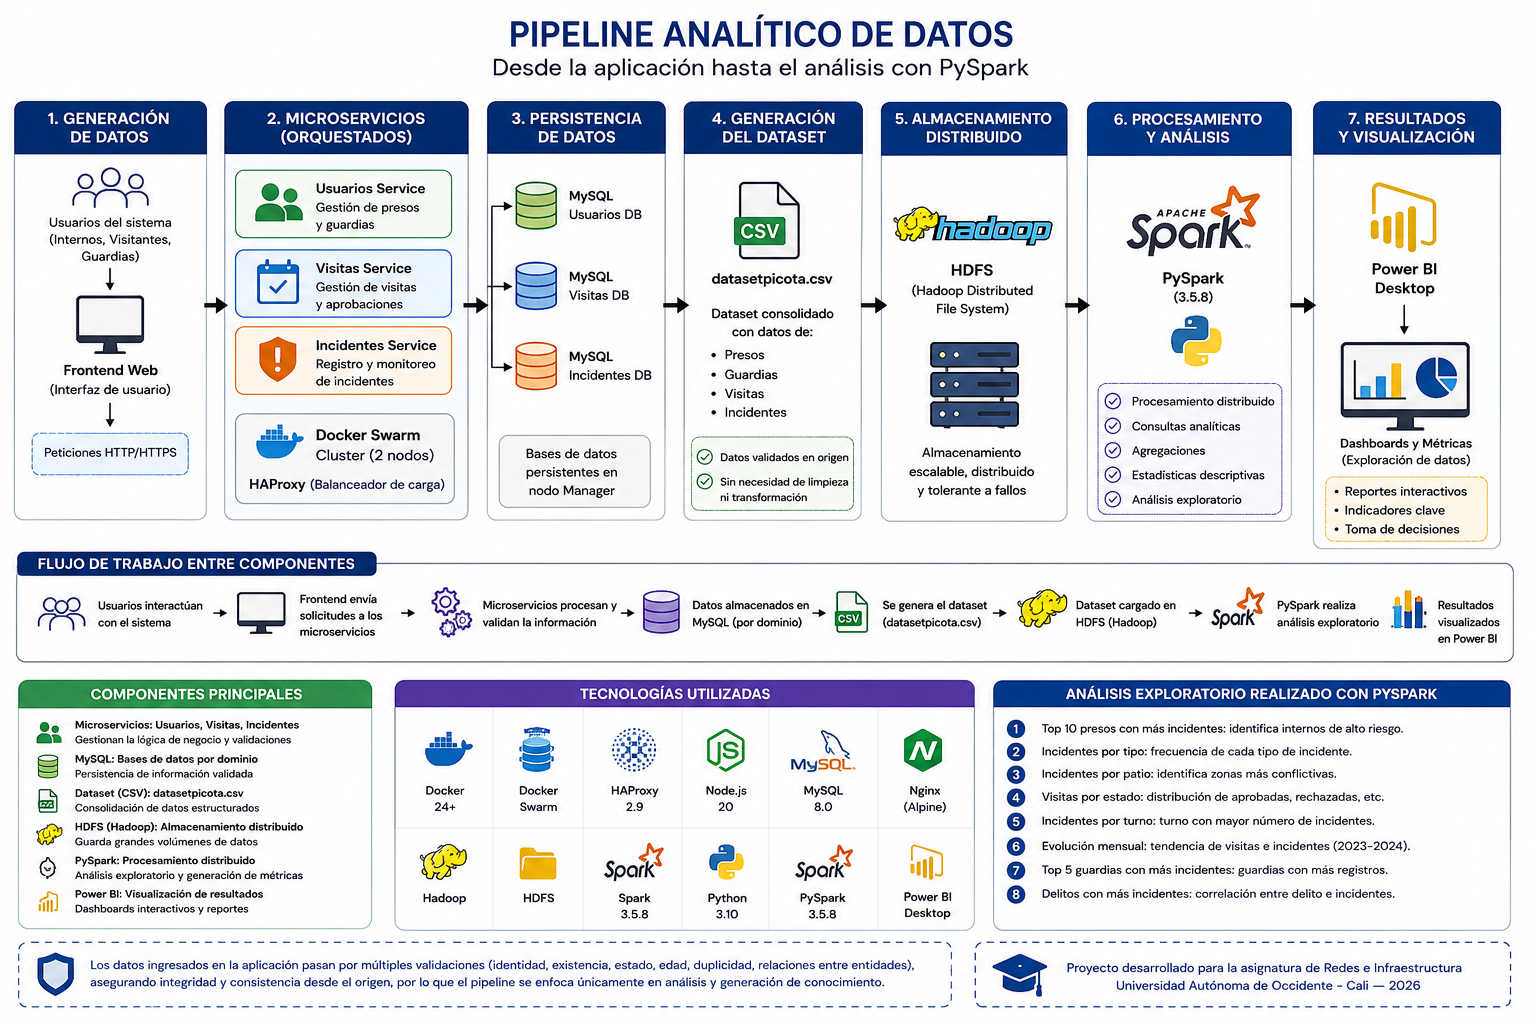 PIPELINE ANALÍTICO DE DATOS
Desde la aplicación hasta el análisis con PySpark
1. GENERACIÓN
DE DATOS
Usuarios del sistema
(Internos, Visitantes,
Guardias)
Frontend Web
(Interfaz de usuario)
Peticiones HTTP/HTTPS
2. MICROSERVICIOS
(ORQUESTADOS)
Usuarios Service
Gestión de presos
y guardias
Visitas Service
Gestión de visitas
y aprobaciones
Incidentes Service
Registro y monitoreo
de incidentes
Docker Swarm
Cluster (2 nodos)
HAProxy (Balanceador de carga)
3. PERSISTENCIA
DE DATOS
MySQL
Usuarios DB
MySQL
Visitas DB
MySQL
Incidentes DB
Bases de datos
persistentes en
nodo Manager
4. GENERACIÓN
DEL DATASET
CSV
datasetpicota.csv
Dataset consolidado
con datos de:
• Presos
• Guardias
• Visitas
• Incidentes
Datos validados en origen
Sin necesidad de limpieza
ni transformación
5. ALMACENAMIENTO
DISTRIBUIDO
hadoop
HDFS
(Hadoop Distributed
File System)
Almacenamiento
escalable, distribuido
y tolerante a fallos
6. PROCESAMIENTO
Y ANÁLISIS
APACHE
Spark
PySpark
(3.5.8)
Procesamiento distribuido
Consultas analíticas
Agregaciones
Estadísticas descriptivas
Análisis exploratorio
7. RESULTADOS
Y VISUALIZACIÓN
Power BI
Desktop
Dashboards y Métricas
(Exploración de datos)
• Reportes interactivos
• Indicadores clave
• Toma de decisiones
FLUJO DE TRABAJO ENTRE COMPONENTES
Usuarios interactúan
con el sistema
Frontend envía
solicitudes a los
microservicios
Microservicios procesan y
validan la información
Datos almacenados en
MySQL (por dominio)
CSV
Se genera el dataset
(datasetpicota.csv)
Dataset cargado en
HDFS (Hadoop)
Spark
PySpark realiza
análisis exploratorio
Resultados
visualizados
en Power BI
COMPONENTES PRINCIPALES
Microservicios: Usuarios, Visitas, Incidentes
Gestionan la lógica de negocio y validaciones
MySQL: Bases de datos por dominio
Persistencia de información validada
Dataset (CSV): datasetpicota.csv
Consolidación de datos estructurados
HDFS (Hadoop): Almacenamiento distribuido
Guarda grandes volúmenes de datos
PySpark: Procesamiento distribuido
Análisis exploratorio y generación de métricas
Power BI: Visualización de resultados
Dashboards interactivos y reportes
TECNOLOGÍAS UTILIZADAS
Docker
24+
Docker
Swarm
HAProxy
2.9
JS
Node.js
20
MySQL
MySQL
8.0
N
Nginx
(Alpine)
Hadoop
HDFS
Spark
Spark
3.5.8
Python
3.10
Spark
PySpark
3.5.8
Power BI
Desktop
ANÁLISIS EXPLORATORIO REALIZADO CON PYSPARK
1 Top 10 presos con más incidentes: identifica internos de alto riesgo.
2 Incidentes por tipo: frecuencia de cada tipo de incidente.
3 Incidentes por patio: identifica zonas más conflictivas.
4 Visitas por estado: distribución de aprobadas, rechazadas, etc.
5 Incidentes por turno: turno con mayor número de incidentes.
6 Evolución mensual: tendencia de visitas e incidentes (2023-2024).
7 Top 5 guardias con más incidentes: guardias con más registros.
8 Delitos con más incidentes: correlación entre delito e incidentes.
Los datos ingresados en la aplicación pasan por múltiples validaciones (identidad, existencia, estado, edad, duplicidad, relaciones entre entidades),
asegurando integridad y consistencia desde el origen, por lo que el pipeline se enfoca únicamente en análisis y generación de conocimiento.
Proyecto desarrollado para la asignatura de Redes e Infraestructura
Universidad Autónoma de Occidente - Cali — 2026